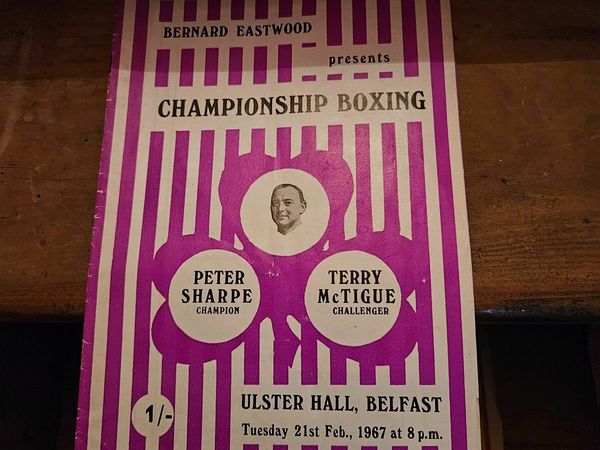 BERNARD EASTWOOD
presents
CHAMPIONSHIP BOXING
PETER
SHARPE
CHAMPION
TERRY
McTIGUE
CHALLENGER
1/-
ULSTER HALL, BELFAST
Tuesday 21st Feb., 1967 at 8 p.m.